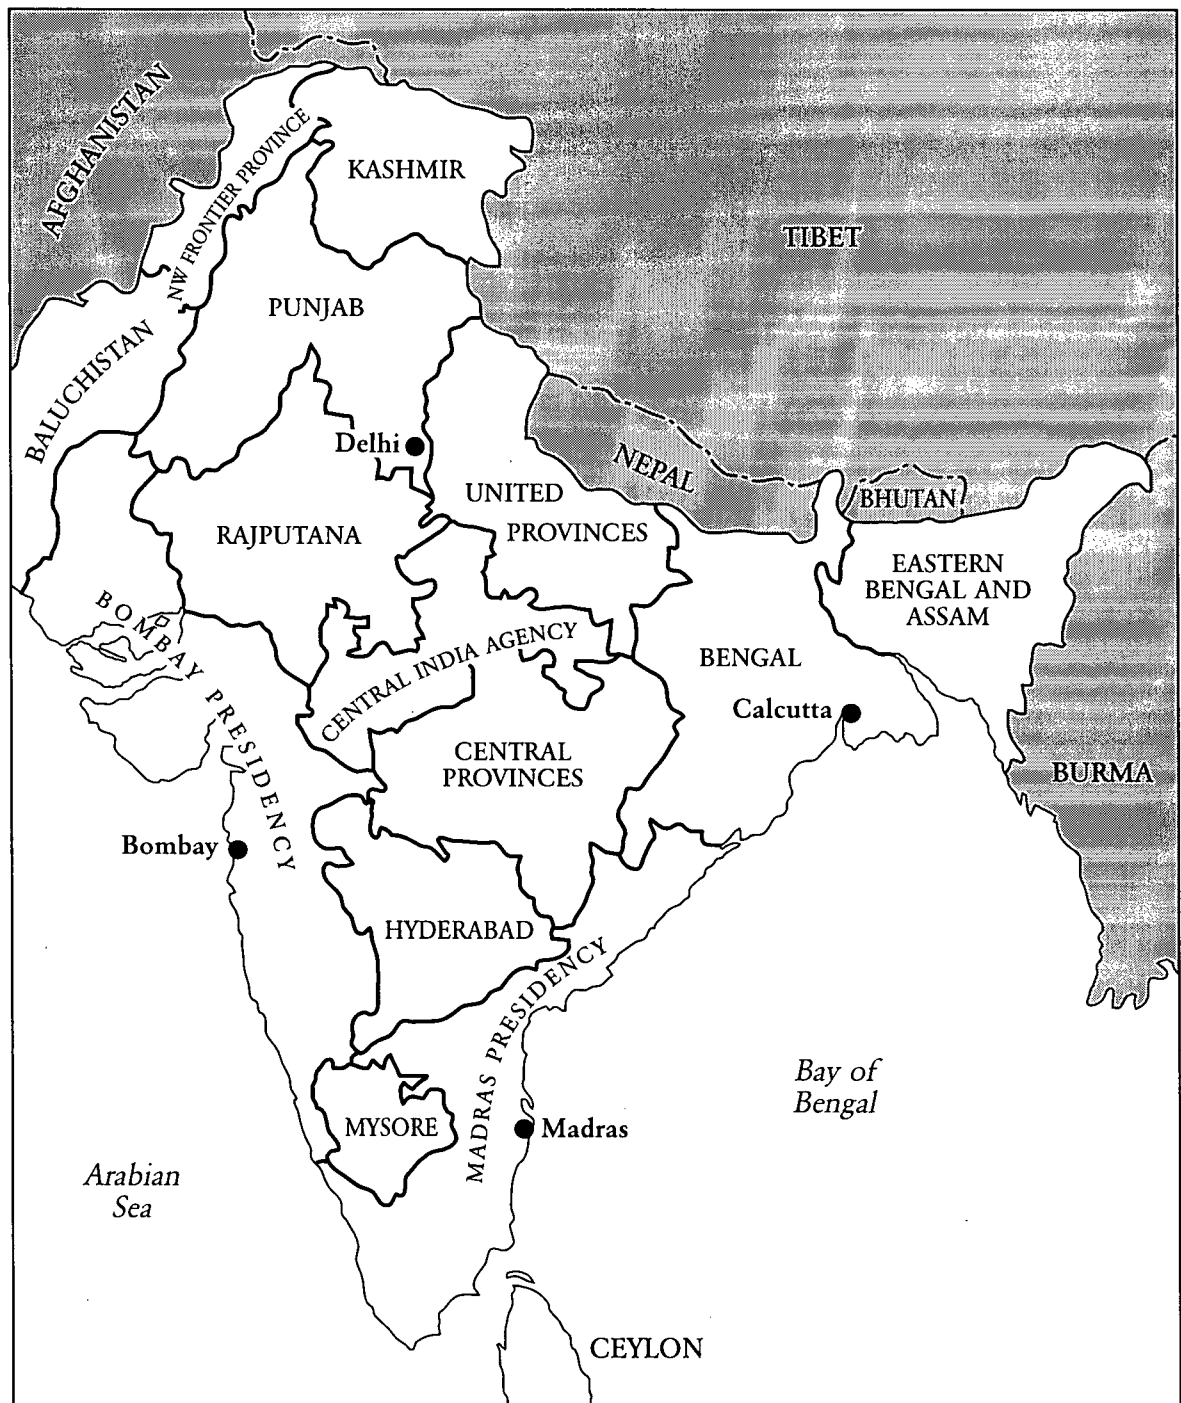 AFGHANISTAN
NW FRONTIER PROVINCE
KASHMIR
TIBET
PUNJAB
BALUCHISTAN
Delhi
NEPAL
UNITED
PROVINCES
BHUTAN
RAJPUTANA
EASTERN
BENGAL AND
ASSAM
BOMBAY PRESIDENCY
CENTRAL INDIA AGENCY
BENGAL
Calcutta
CENTRAL
PROVINCES
BURMA
Bombay
HYDERABAD
MADRAS PRESIDENCY
Bay of
Bengal
MYSORE
Madras
Arabian
Sea
CEYLON